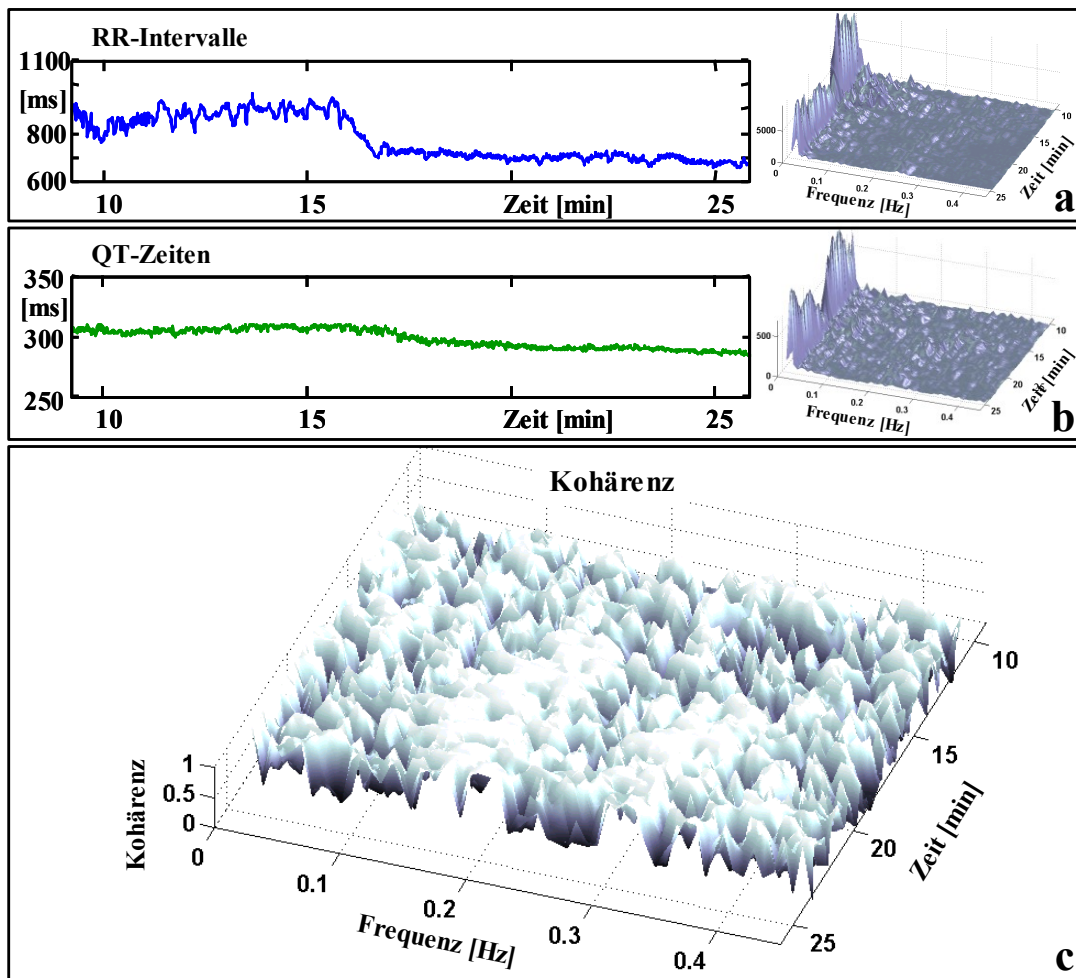 RR-Intervalle
1100
[ms]
800
600
10 15 Zeit [min] 25
5000
0
0 0.1 0.2 0.3 0.4
Frequenz [Hz]
10
15
20
25
Zeit [min]
a
QT-Zeiten
350
[ms]
300
250
10 15 Zeit [min] 25
500
0
0 0.1 0.2 0.3 0.4
Frequenz [Hz]
10
15
20
25
Zeit [min]
b
Kohärenz
Kohärenz
1
0.5
0
0 0.1 0.2 0.3 0.4
Frequenz [Hz]
10
15
20
25
Zeit [min]
c